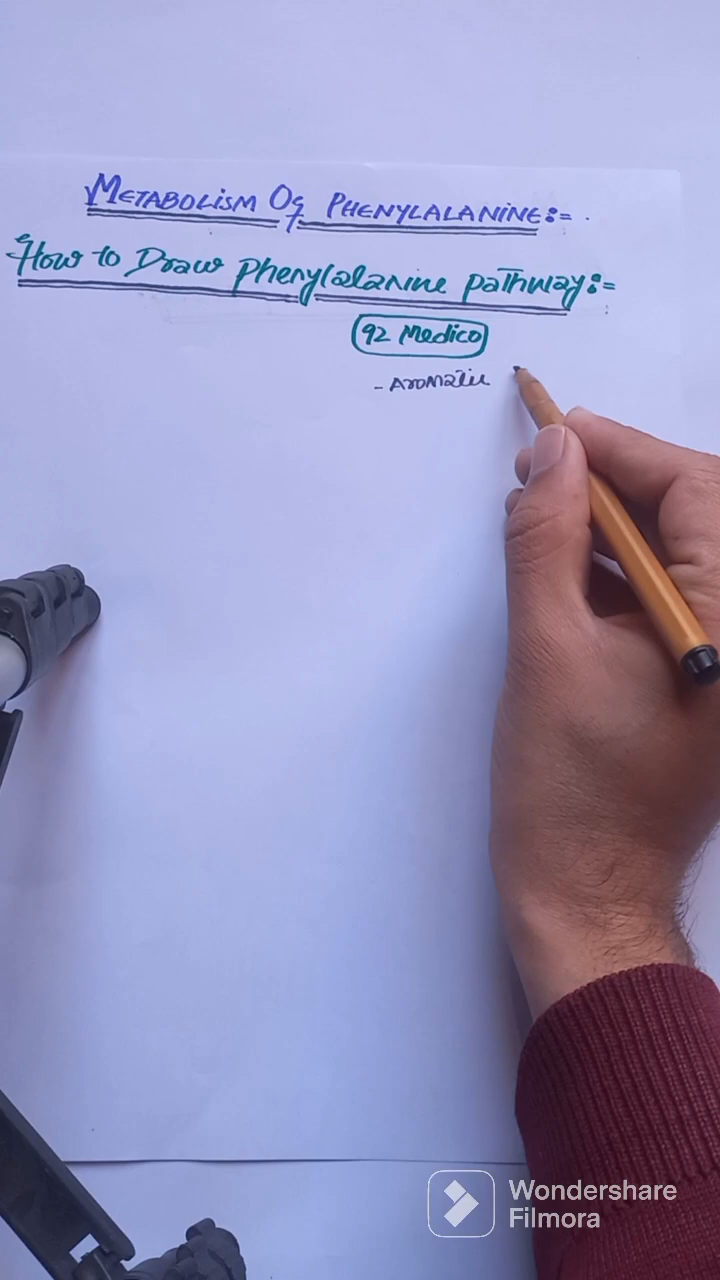 METABOLISM Of PHENYLALANINE:=
How to Draw Phenylalanine pathway:=
92 Medico
- Aromatic
Wondershare
Filmora